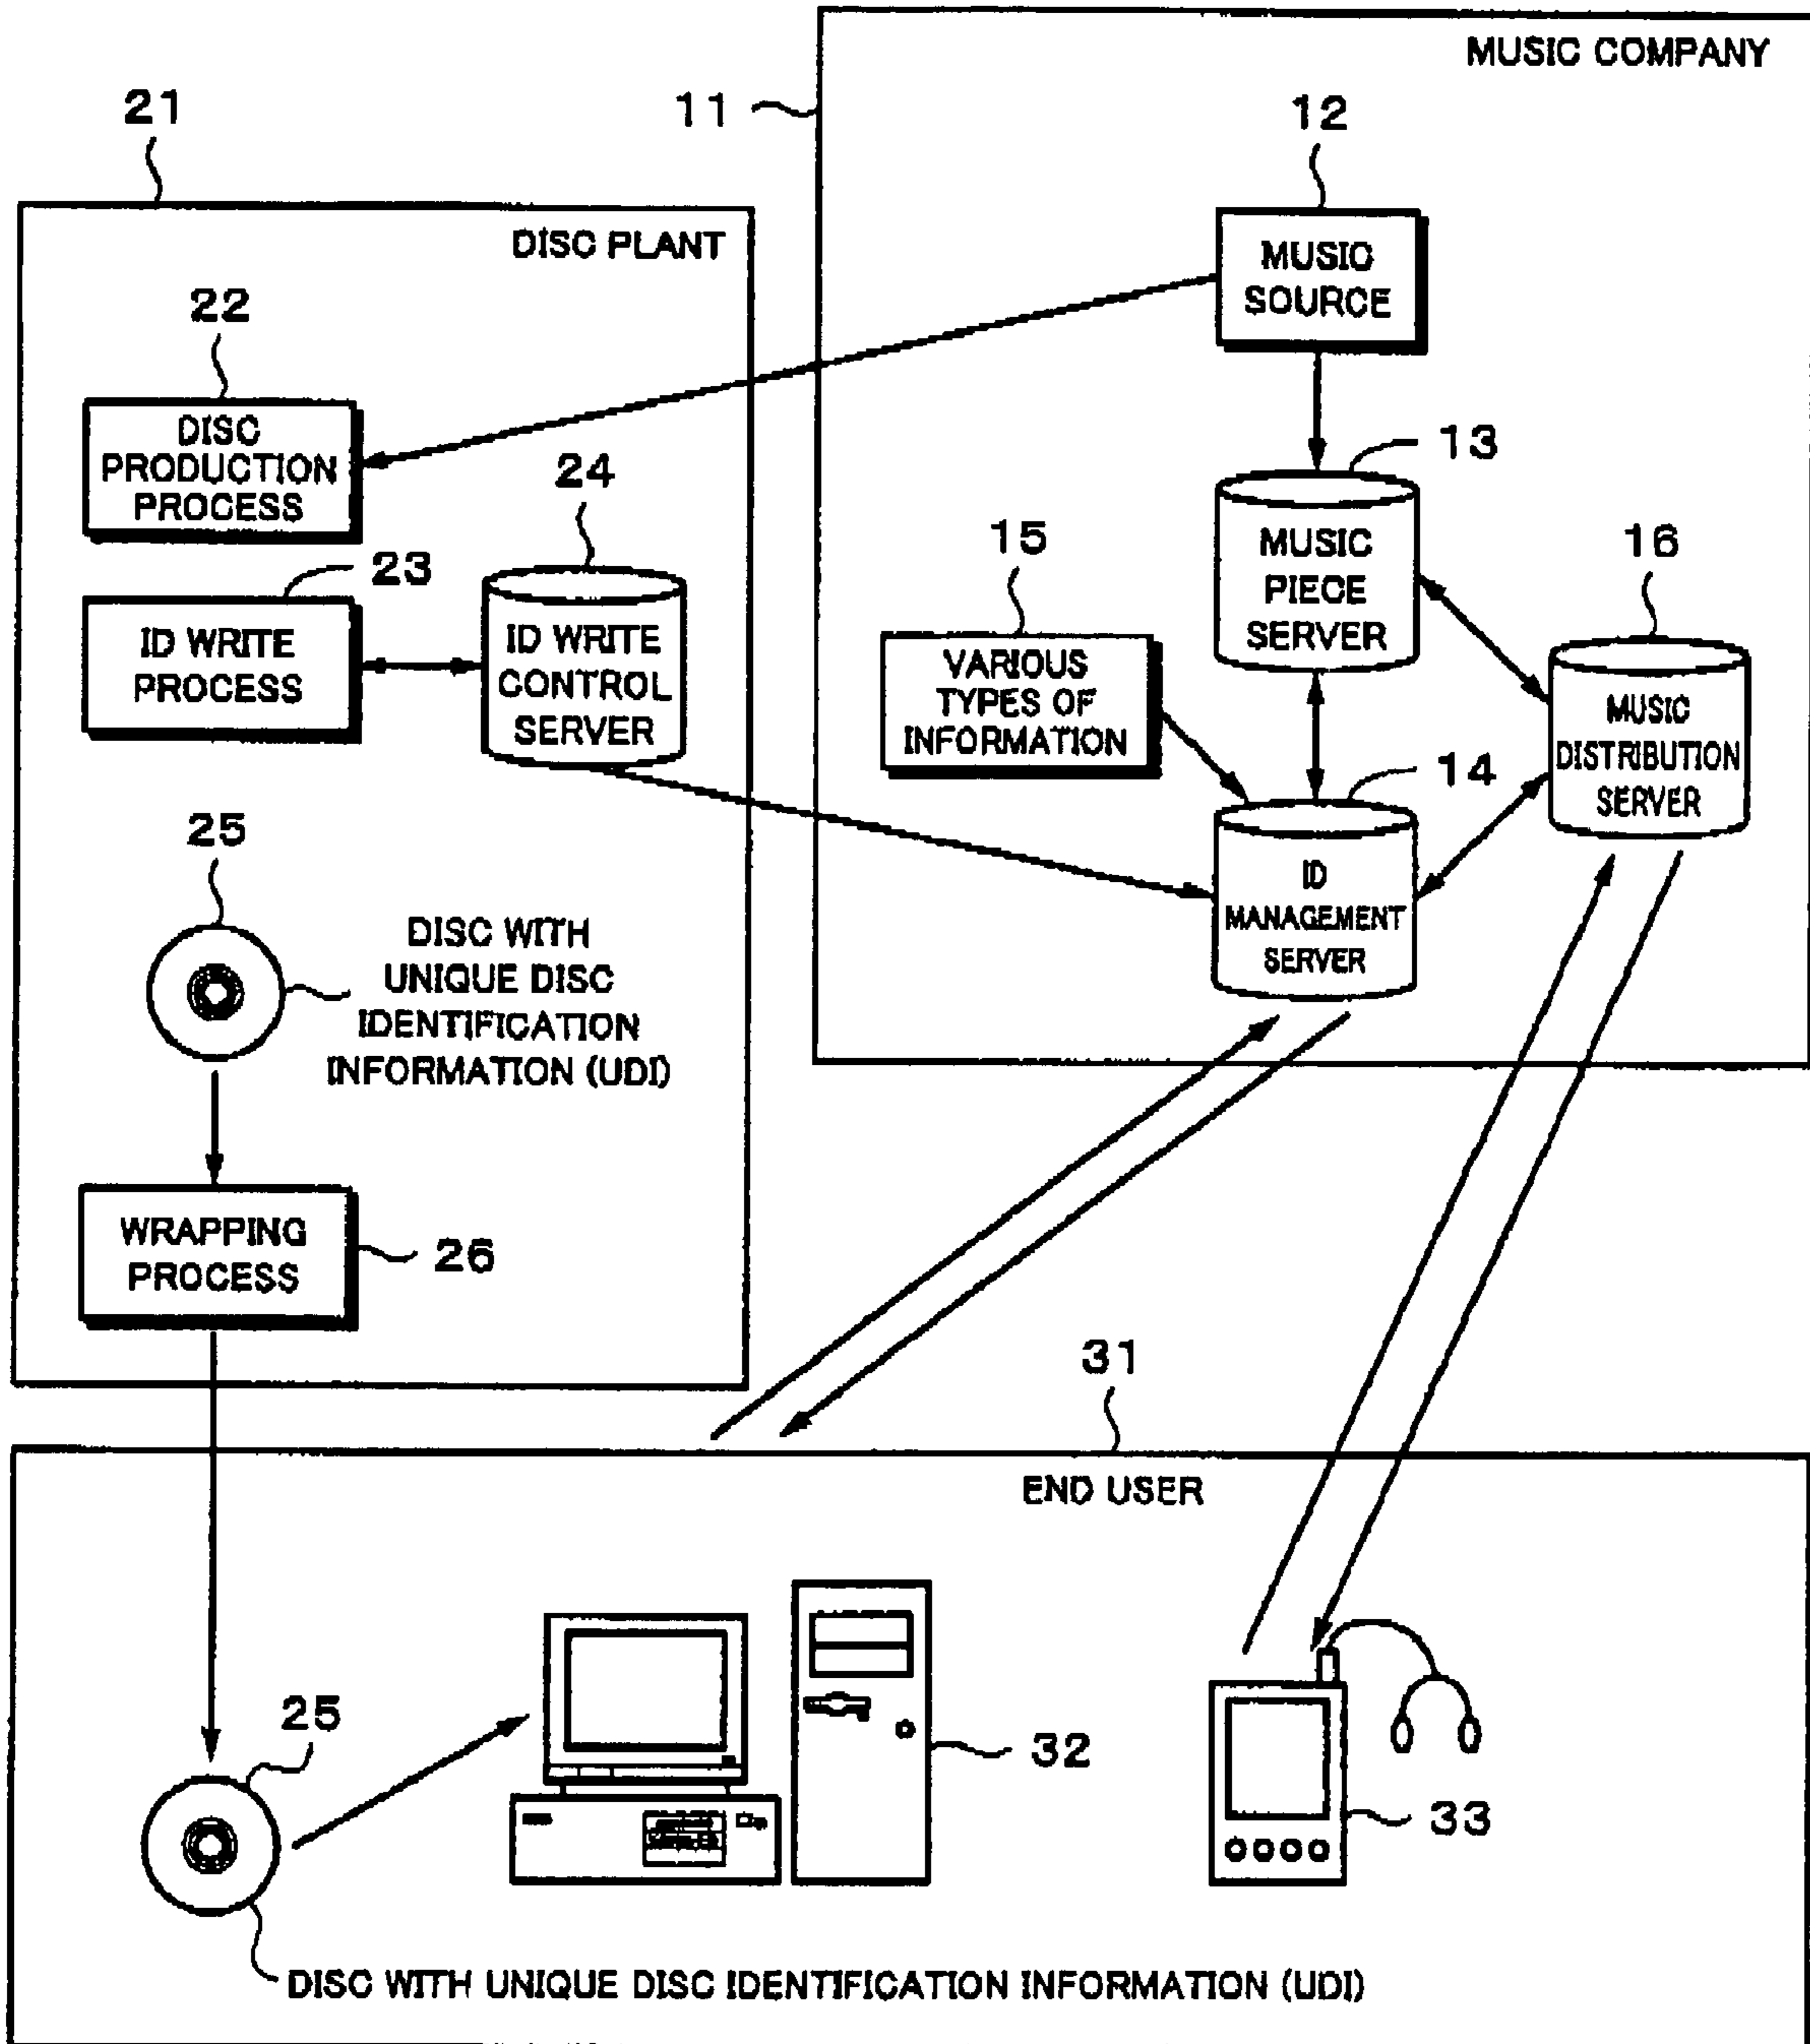 MUSIC COMPANY
11
12
MUSIC
SOURCE
13
MUSIC
PIECE
SERVER
15
VARIOUS
TYPES OF
INFORMATION
16
MUSIC
DISTRIBUTION
SERVER
14
ID
MANAGEMENT
SERVER
21
DISC PLANT
22
DISC
PRODUCTION
PROCESS
23
ID WRITE
PROCESS
24
ID WRITE
CONTROL
SERVER
25
DISC WITH
UNIQUE DISC
IDENTIFICATION
INFORMATION (UDI)
WRAPPING
PROCESS
26
31
END USER
25
32
33
DISC WITH UNIQUE DISC IDENTIFICATION INFORMATION (UDI)